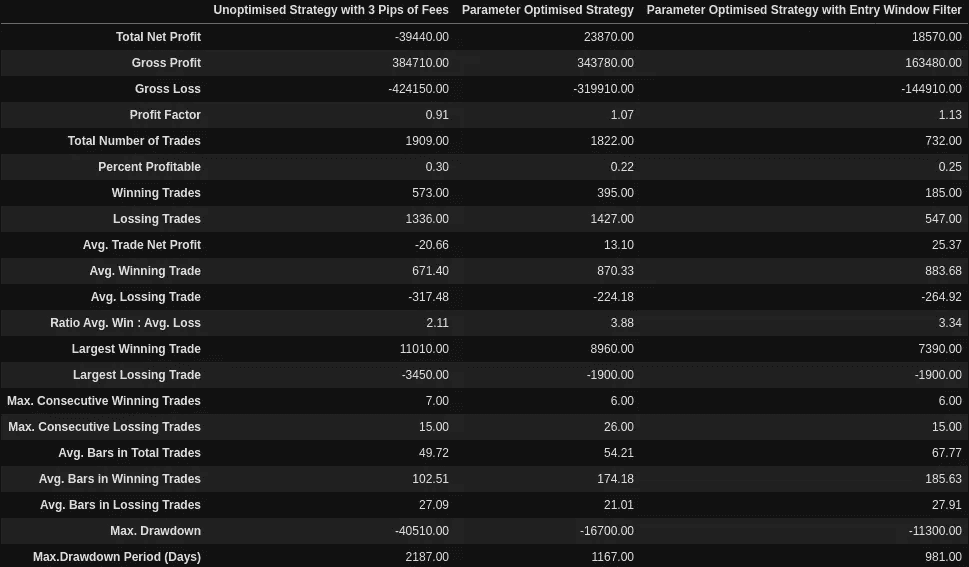 Unoptimised Strategy with 3 Pips of Fees Parameter Optimised Strategy Parameter Optimised Strategy with Entry Window Filter
Total Net Profit -39440.00 23870.00 18570.00
Gross Profit 384710.00 343780.00 163480.00
Gross Loss -424150.00 -319910.00 -144910.00
Profit Factor 0.91 1.07 1.13
Total Number of Trades 1909.00 1822.00 732.00
Percent Profitable 0.30 0.22 0.25
Winning Trades 573.00 395.00 185.00
Lossing Trades 1336.00 1427.00 547.00
Avg. Trade Net Profit -20.66 13.10 25.37
Avg. Winning Trade 671.40 870.33 883.68
Avg. Lossing Trade -317.48 -224.18 -264.92
Ratio Avg. Win : Avg. Loss 2.11 3.88 3.34
Largest Winning Trade 11010.00 8960.00 7390.00
Largest Lossing Trade -3450.00 -1900.00 -1900.00
Max. Consecutive Winning Trades 7.00 6.00 6.00
Max. Consecutive Lossing Trades 15.00 26.00 15.00
Avg. Bars in Total Trades 49.72 54.21 67.77
Avg. Bars in Winning Trades 102.51 174.18 185.63
Avg. Bars in Lossing Trades 27.09 21.01 27.91
Max. Drawdown -40510.00 -16700.00 -11300.00
Max.Drawdown Period (Days) 2187.00 1167.00 981.00